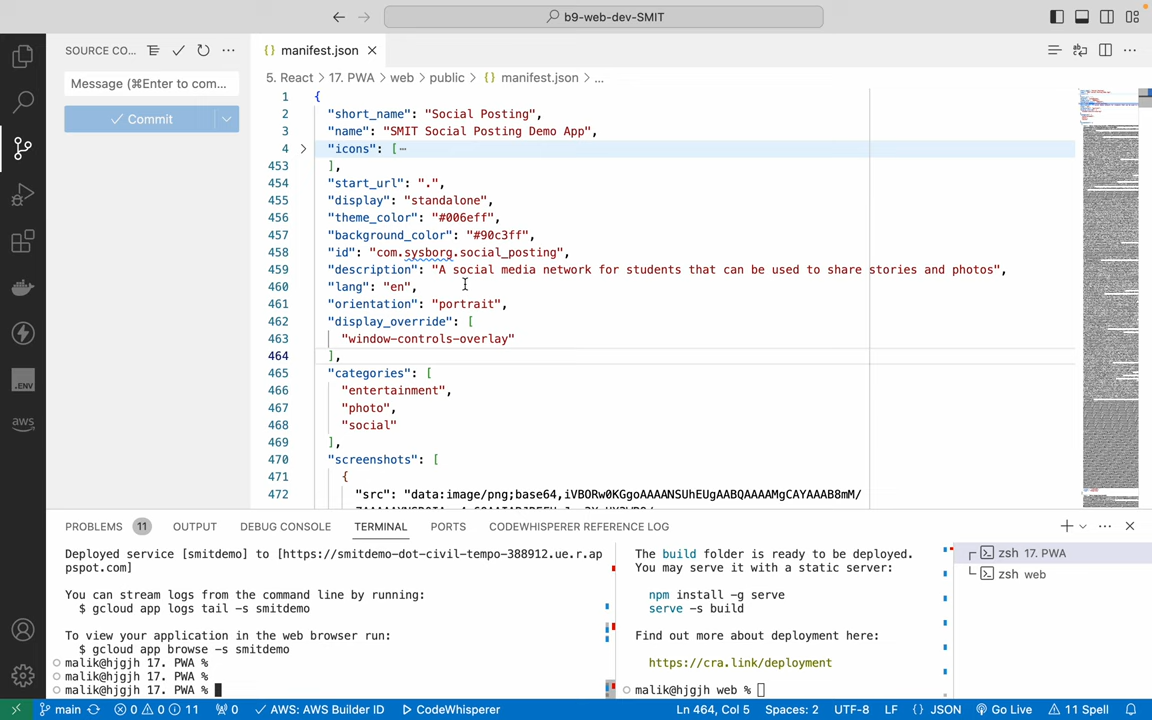 b9-web-dev-SMIT
SOURCE CO...
manifest.json
5. React > 17. PWA > web > public > {} manifest.json > ...
Message (⌘Enter to com...
Commit
1 {
2 "short_name": "Social Posting",
3 "name": "SMIT Social Posting Demo App",
4 "icons": [⋯
453 ],
454 "start_url": ".",
455 "display": "standalone",
456 "theme_color": "#006eff",
457 "background_color": "#90c3ff",
458 "id": "com.sysborg.social_posting",
459 "description": "A social media network for students that can be used to share stories and photos",
460 "lang": "en",
461 "orientation": "portrait",
462 "display_override": [
463 "window-controls-overlay"
464 ],
465 "categories": [
466 "entertainment",
467 "photo",
468 "social"
469 ],
470 "screenshots": [
471 {
472 "src": "data:image/png;base64,iVBORw0KGgoAAAANSUhEUgAABQAAAAMgCAYAAAB8mM/
.ENV
aws
PROBLEMS 11 OUTPUT DEBUG CONSOLE TERMINAL PORTS CODEWHISPERER REFERENCE LOG
Deployed service [smitdemo] to [https://smitdemo-dot-civil-tempo-388912.ue.r.ap
pspot.com]
You can stream logs from the command line by running:
$ gcloud app logs tail -s smitdemo
To view your application in the web browser run:
$ gcloud app browse -s smitdemo
malik@hjgjh 17. PWA %
malik@hjgjh 17. PWA %
malik@hjgjh 17. PWA %
The build folder is ready to be deployed.
You may serve it with a static server:
npm install -g serve
serve -s build
Find out more about deployment here:
https://cra.link/deployment
malik@hjgjh web %
zsh 17. PWA
zsh web
main 0 0 11 0 AWS: AWS Builder ID CodeWhisperer Ln 464, Col 5 Spaces: 2 UTF-8 LF {} JSON Go Live 11 Spell